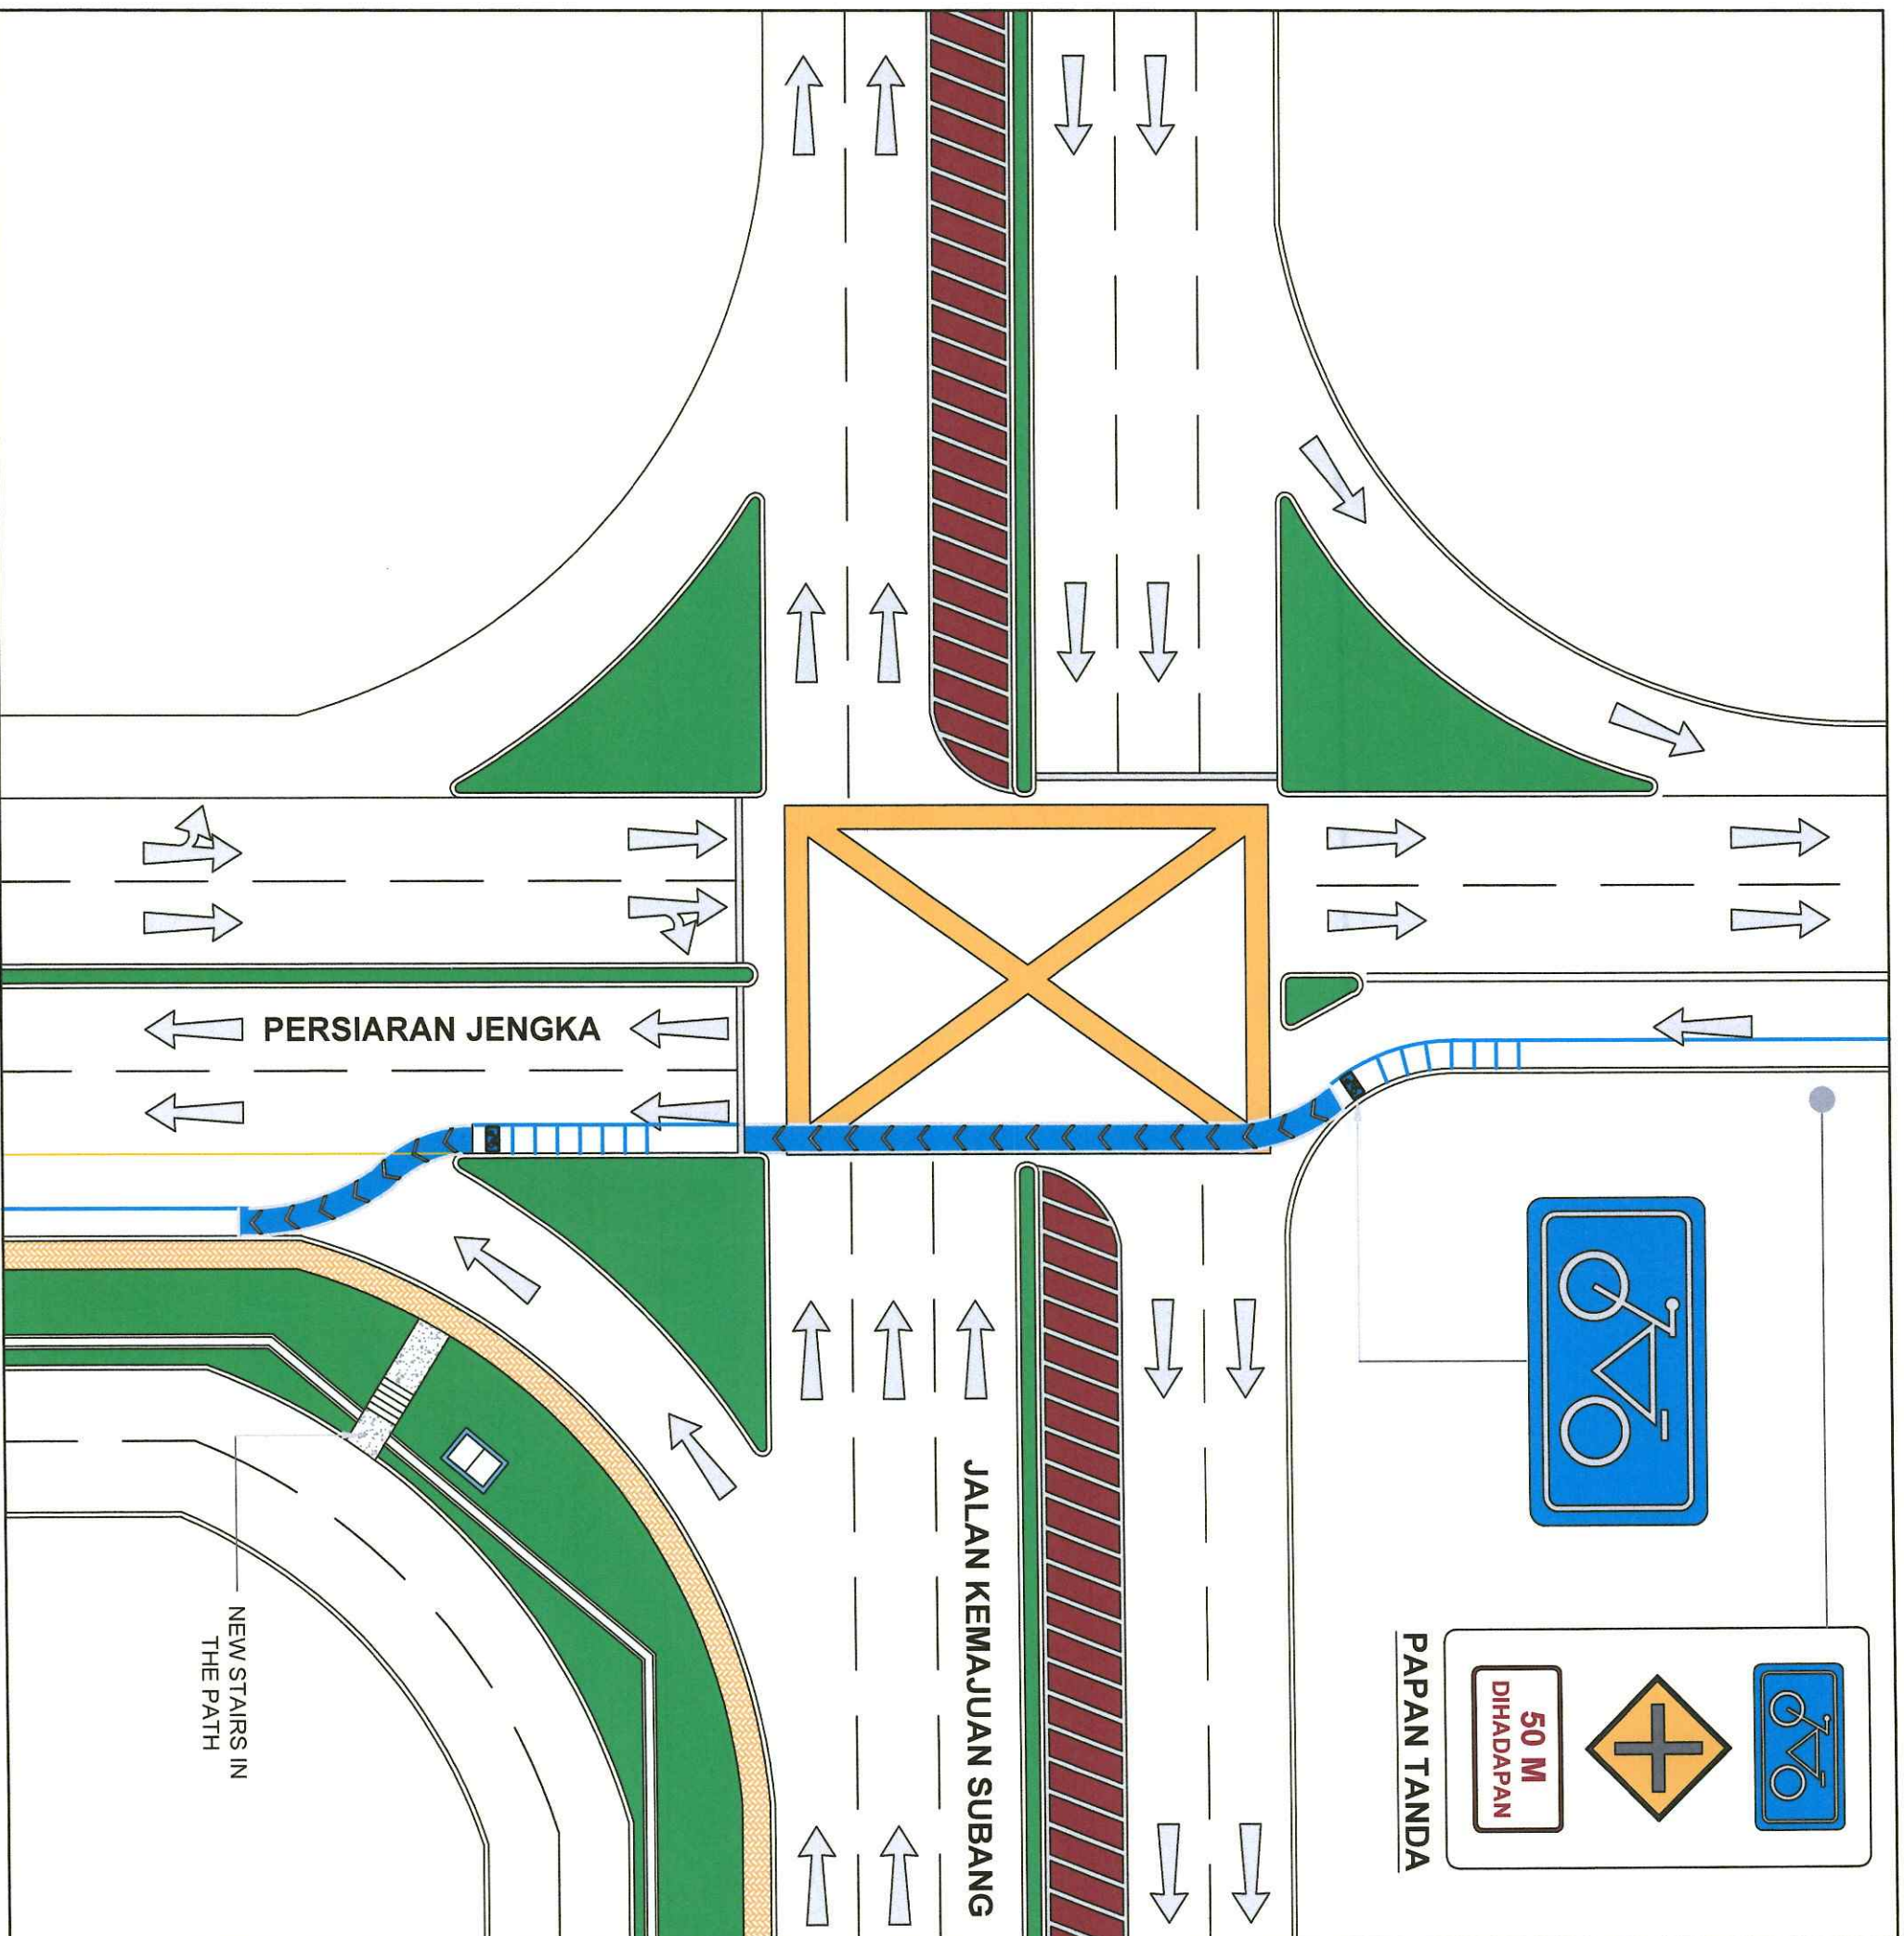 PERSIARAN JENGKA
JALAN KEMAJUAN SUBANG
50 M
DIHADAPAN
PAPAN TANDA
NEW STAIRS IN
THE PATH